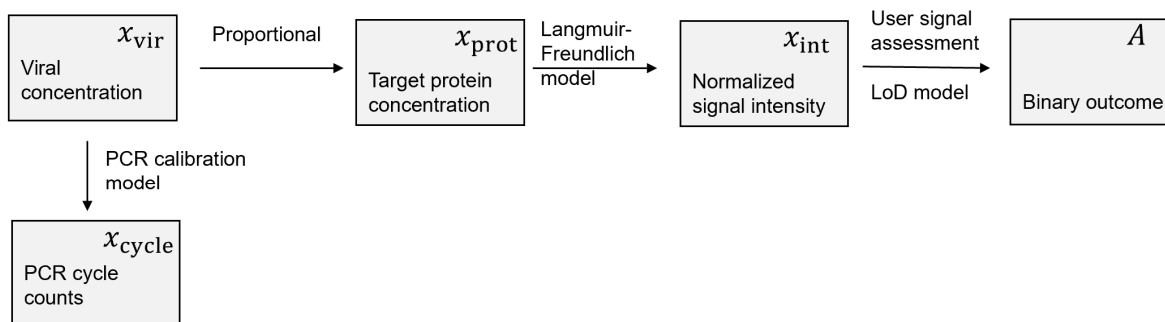 x_vir
Viral
concentration
Proportional
x_prot
Target protein
concentration
Langmuir-
Freundlich
model
x_int
Normalized
signal intensity
User signal
assessment
LoD model
A
Binary outcome
PCR calibration
model
x_cycle
PCR cycle
counts